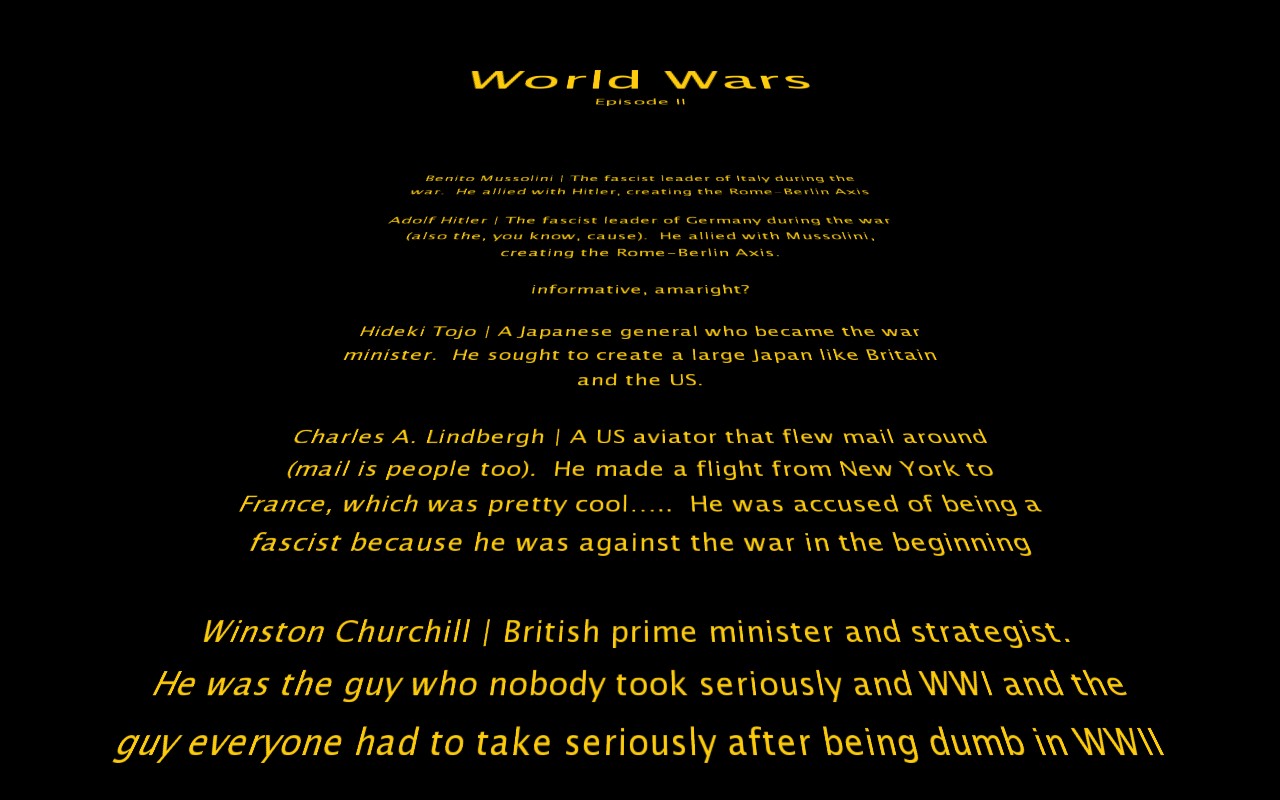 World Wars
Episode II
Benito Mussolini | The fascist leader of Italy during the
war.  He allied with Hitler, creating the Rome-Berlin Axis
Adolf Hitler | The fascist leader of Germany during the war
(also the, you know, cause).  He allied with Mussolini,
creating the Rome-Berlin Axis.
informative, amaright?
Hideki Tojo | A Japanese general who became the war
minister.  He sought to create a large Japan like Britain
and the US.
Charles A. Lindbergh | A US aviator that flew mail around
(mail is people too).  He made a flight from New York to
France, which was pretty cool…..  He was accused of being a
fascist because he was against the war in the beginning
Winston Churchill | British prime minister and strategist.
He was the guy who nobody took seriously and WWI and the
guy everyone had to take seriously after being dumb in WWII